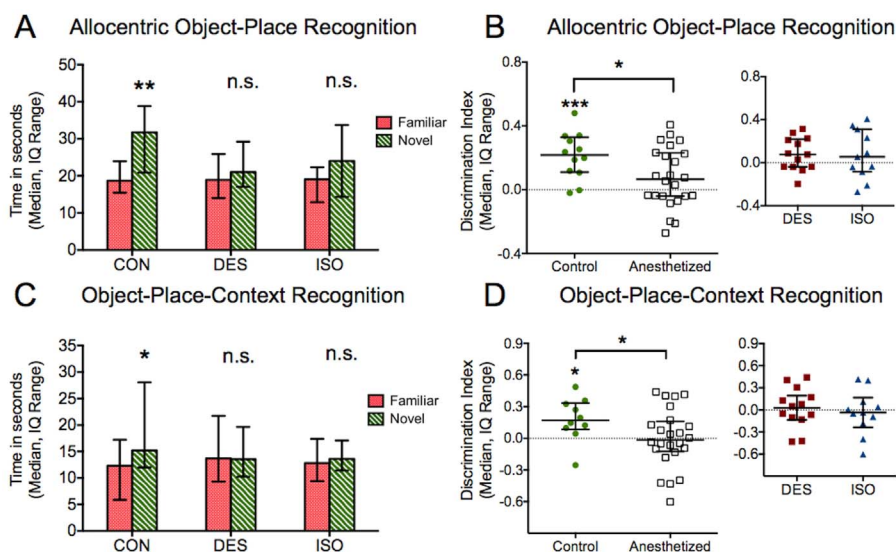 A Allocentric Object-Place Recognition
Time in seconds
(Median, IQ Range)
50
40
30
20
10
0
**
n.s.
n.s.
Familiar
Novel
CON DES ISO
B Allocentric Object-Place Recognition
Discrimination Index
(Median, IQ Range)
0.8
0.4
0.0
-0.4
*
***
Control Anesthetized
0.8
0.4
0.0
-0.4
DES ISO
C Object-Place-Context Recognition
Time in seconds
(Median, IQ Range)
35
30
25
20
15
10
5
0
*
n.s.
n.s.
Familiar
Novel
CON DES ISO
D Object-Place-Context Recognition
Discrimination Index
(Median, IQ Range)
0.9
0.6
0.3
0.0
-0.3
-0.6
*
*
Control Anesthetized
0.9
0.6
0.3
0.0
-0.3
-0.6
DES ISO